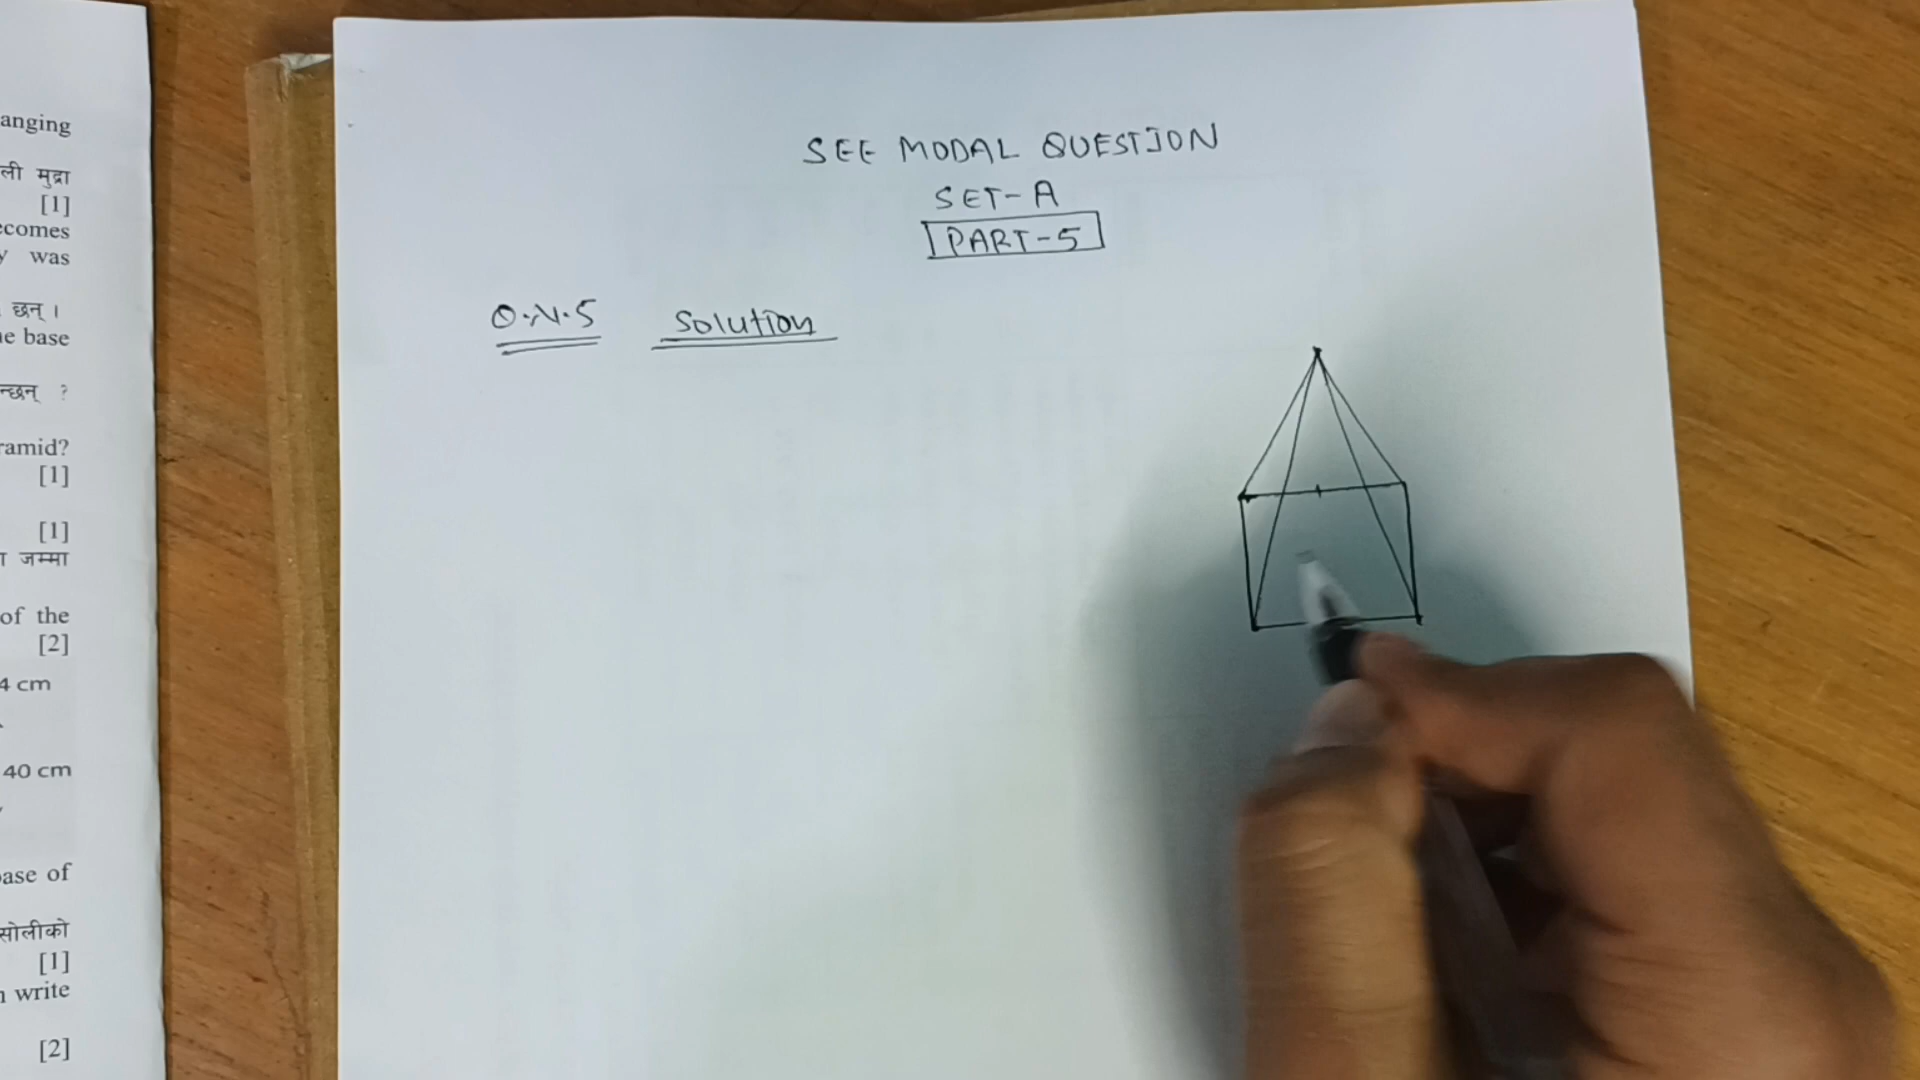 anging
ली मुद्रा
[1]
ecomes
was
छन् ।
e base
?
ramid?
[1]
[1]
जम्मा
of the
[2]
4 cm
40 cm
ase of
सोलीको
[1]
write
[2]
SEE MODAL QUESTION
SET-A
PART-5
Q.N.5 Solution